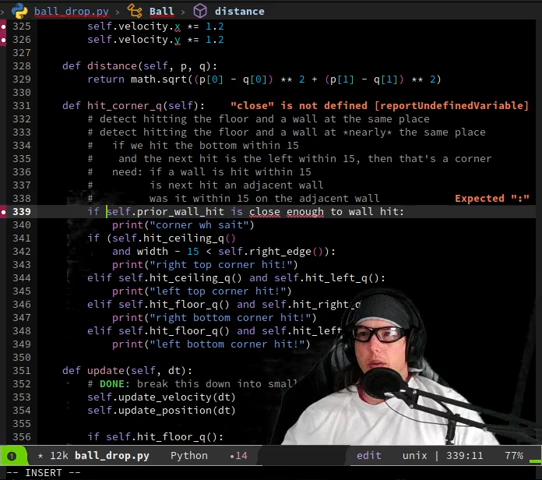 ball_drop.py > Ball > distance
325 self.velocity.x *= 1.2
326 self.velocity.y *= 1.2
327
328 def distance(self, p, q):
329 return math.sqrt((p[0] - q[0]) ** 2 + (p[1] - q[1]) ** 2)
330
331 def hit_corner_q(self): "close" is not defined [reportUndefinedVariable]
332 # detect hitting the floor and a wall at the same place
333 # detect hitting the floor and a wall at *nearly* the same place
334 # if we hit the bottom within 15
335 # and the next hit is the left within 15, then that's a corner
336 # need: if a wall is hit within 15
337 # is next hit an adjacent wall
338 # was it within 15 on the adjacent wall Expected ":"
339 if self.prior_wall_hit is close enough to wall hit:
340 print("corner wh sait")
341 if (self.hit_ceiling_q()
342 and width - 15 < self.right_edge()):
343 print("right top corner hit!")
344 elif self.hit_ceiling_q() and self.hit_left_q():
345 print("left top corner hit!")
346 elif self.hit_floor_q() and self.hit_right_q
347 print("right bottom corner hit!")
348 elif self.hit_floor_q() and self.hit_left
349 print("left bottom corner hit!")
350
351 def update(self, dt):
352 # DONE: break this down into small
353 self.update_velocity(dt)
354 self.update_position(dt)
355
356 if self.hit_floor_q():
* 12k ball_drop.py Python •14 edit unix | 339:11 77%
-- INSERT --